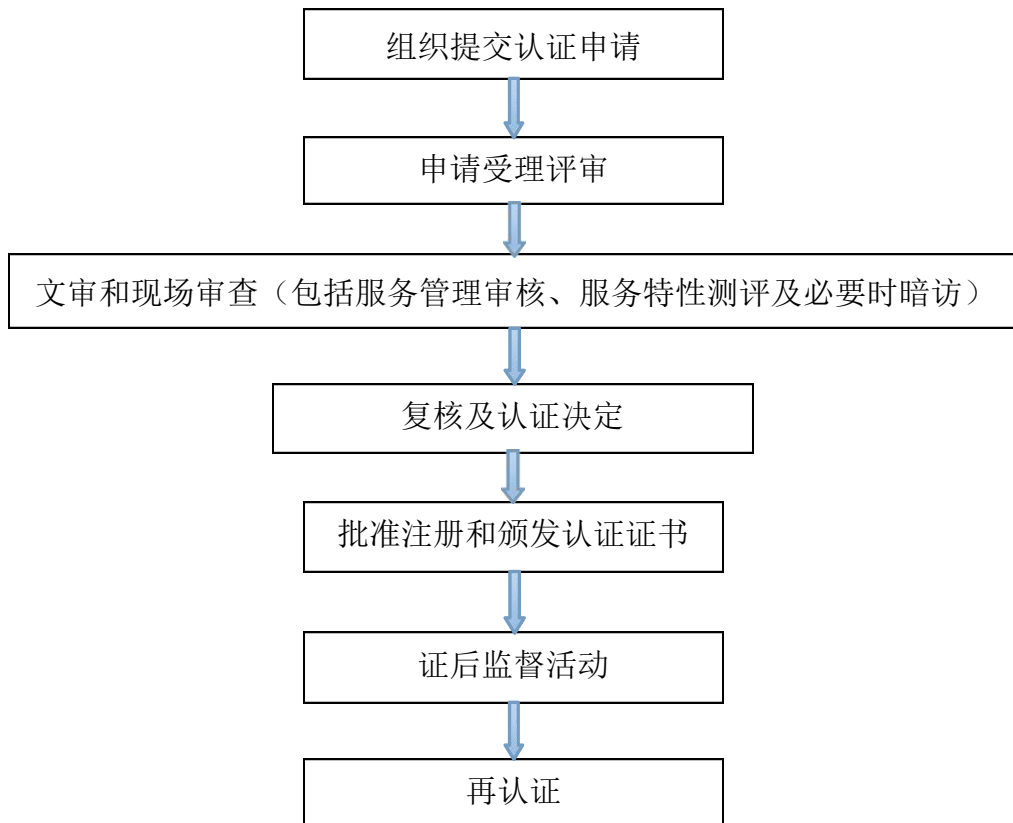 组织提交认证申请
申请受理评审
文审和现场审查（包括服务管理审核、服务特性测评及必要时暗访）
复核及认证决定
批准注册和颁发认证证书
证后监督活动
再认证